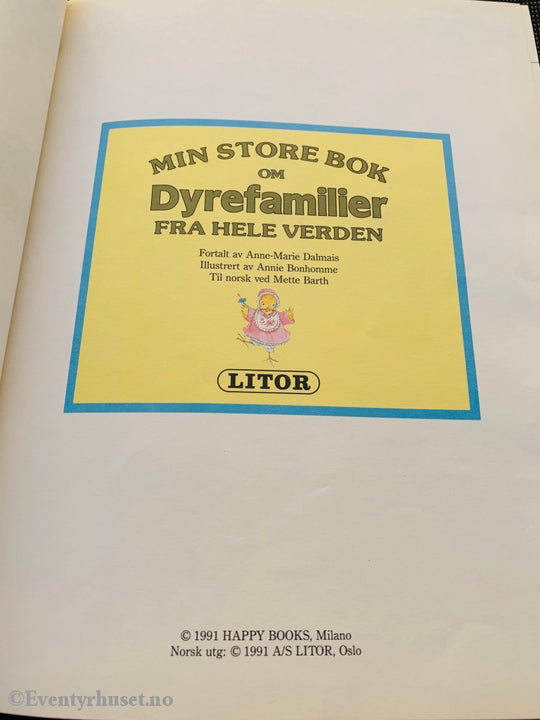 MIN STORE BOK
OM
Dyrefamilier
FRA HELE VERDEN
Fortalt av Anne-Marie Dalmais
Illustrert av Annie Bonhomme
Til norsk ved Mette Barth
LITOR
© 1991 HAPPY BOOKS, Milano
Norsk utg: © 1991 A/S LITOR, Oslo
©Eventyrhuset.no